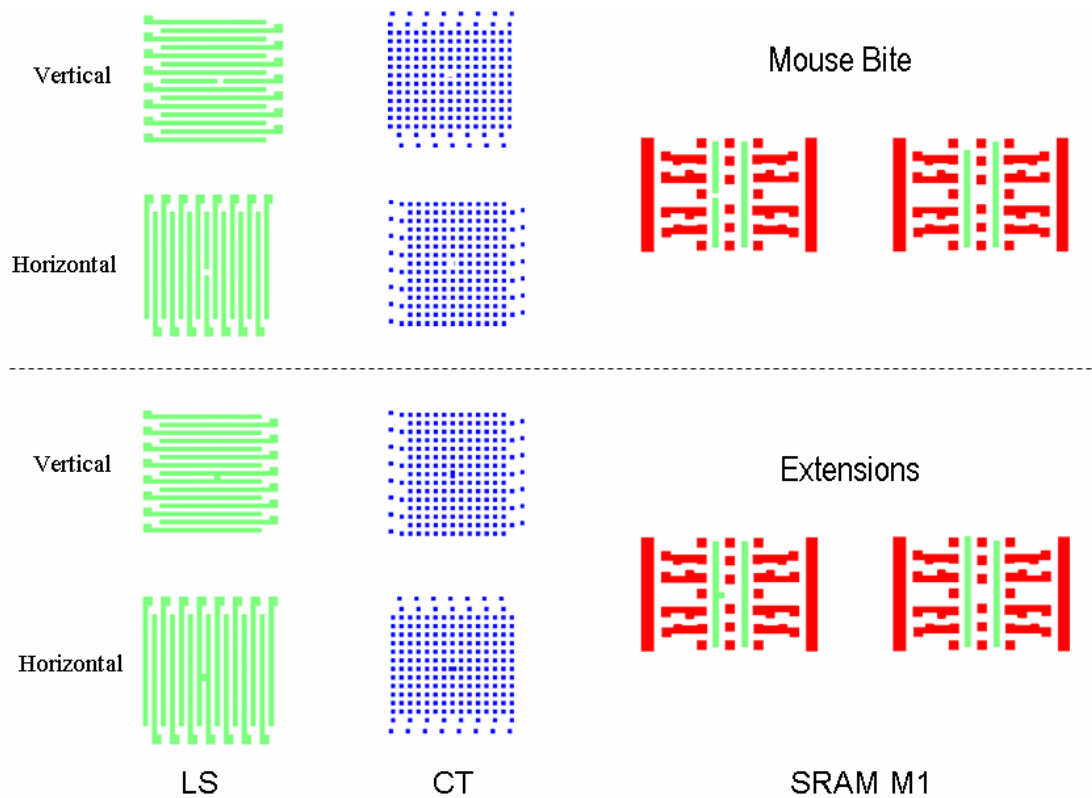 Vertical
Mouse Bite
Horizontal
Vertical
Extensions
Horizontal
LS
CT
SRAM M1